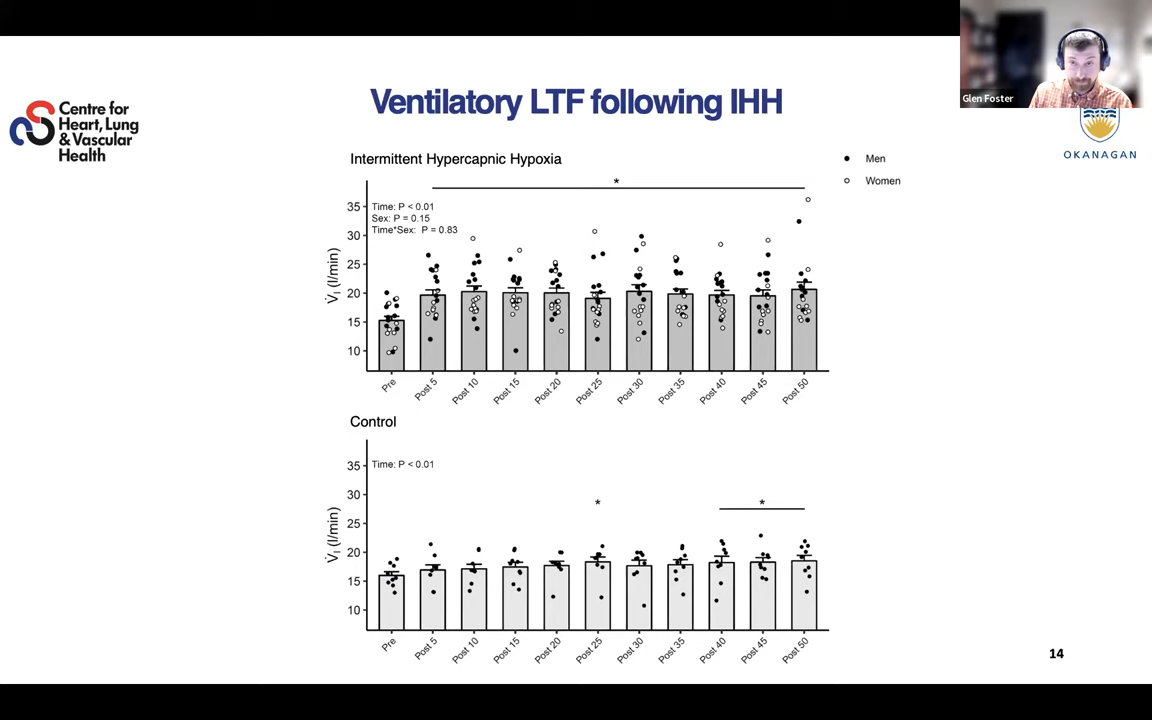 Glen Foster
Centre for
Heart, Lung
& Vascular
Health
Ventilatory LTF following IHH
OKANAGAN
Intermittent Hypercapnic Hypoxia
Men
Women
*
Time: P < 0.01
Sex: P = 0.15
Time*Sex: P = 0.83
V̇I (l/min)
35
30
25
20
15
10
Pre
Post 5
Post 10
Post 15
Post 20
Post 25
Post 30
Post 35
Post 40
Post 45
Post 50
Control
Time: P < 0.01
* *
V̇I (l/min)
35
30
25
20
15
10
Pre
Post 5
Post 10
Post 15
Post 20
Post 25
Post 30
Post 35
Post 40
Post 45
Post 50
14